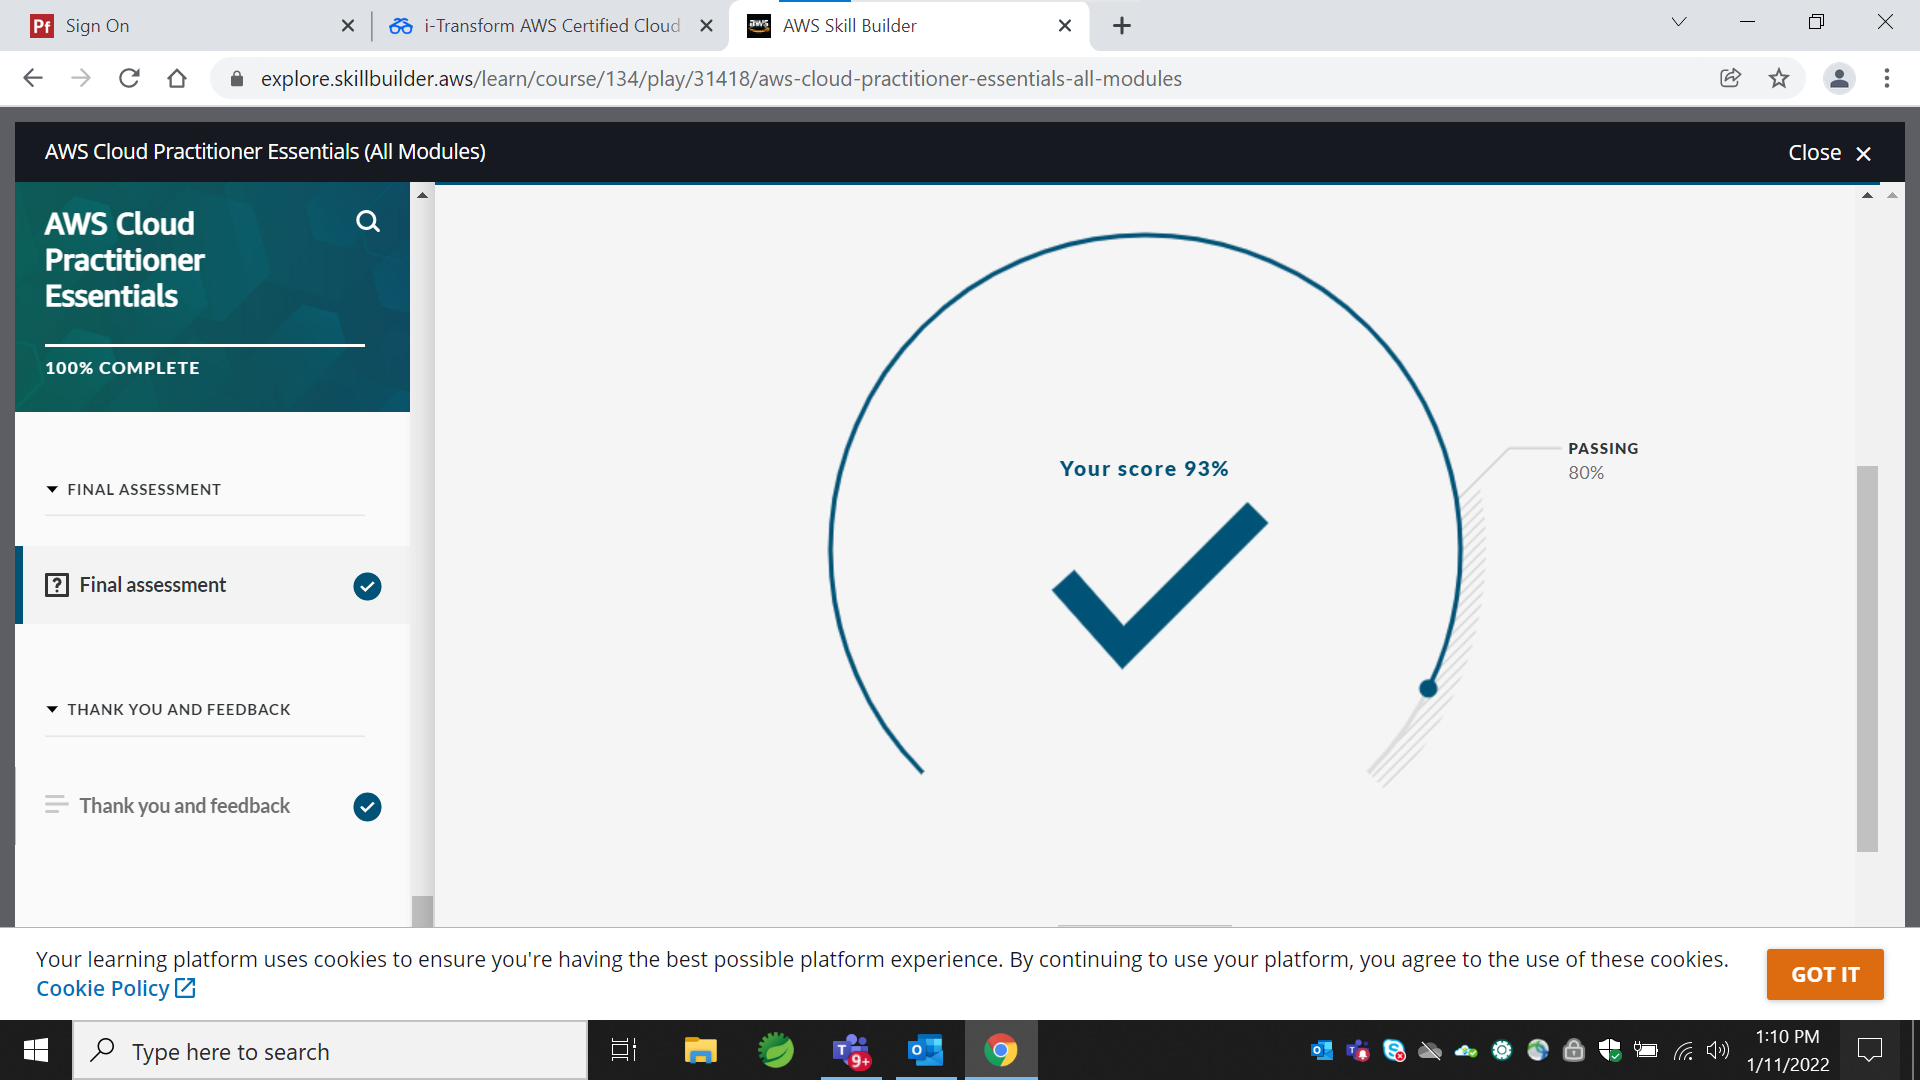 Pf Sign On
i-Transform AWS Certified Cloud
aws AWS Skill Builder
explore.skillbuilder.aws/learn/course/134/play/31418/aws-cloud-practitioner-essentials-all-modules
AWS Cloud Practitioner Essentials (All Modules)
Close
AWS Cloud
Practitioner
Essentials
100% COMPLETE
FINAL ASSESSMENT
Final assessment
THANK YOU AND FEEDBACK
Thank you and feedback
Your score 93%
PASSING
80%
Your learning platform uses cookies to ensure you're having the best possible platform experience. By continuing to use your platform, you agree to the use of these cookies.
Cookie Policy
GOT IT
Type here to search
9+
1:10 PM
1/11/2022